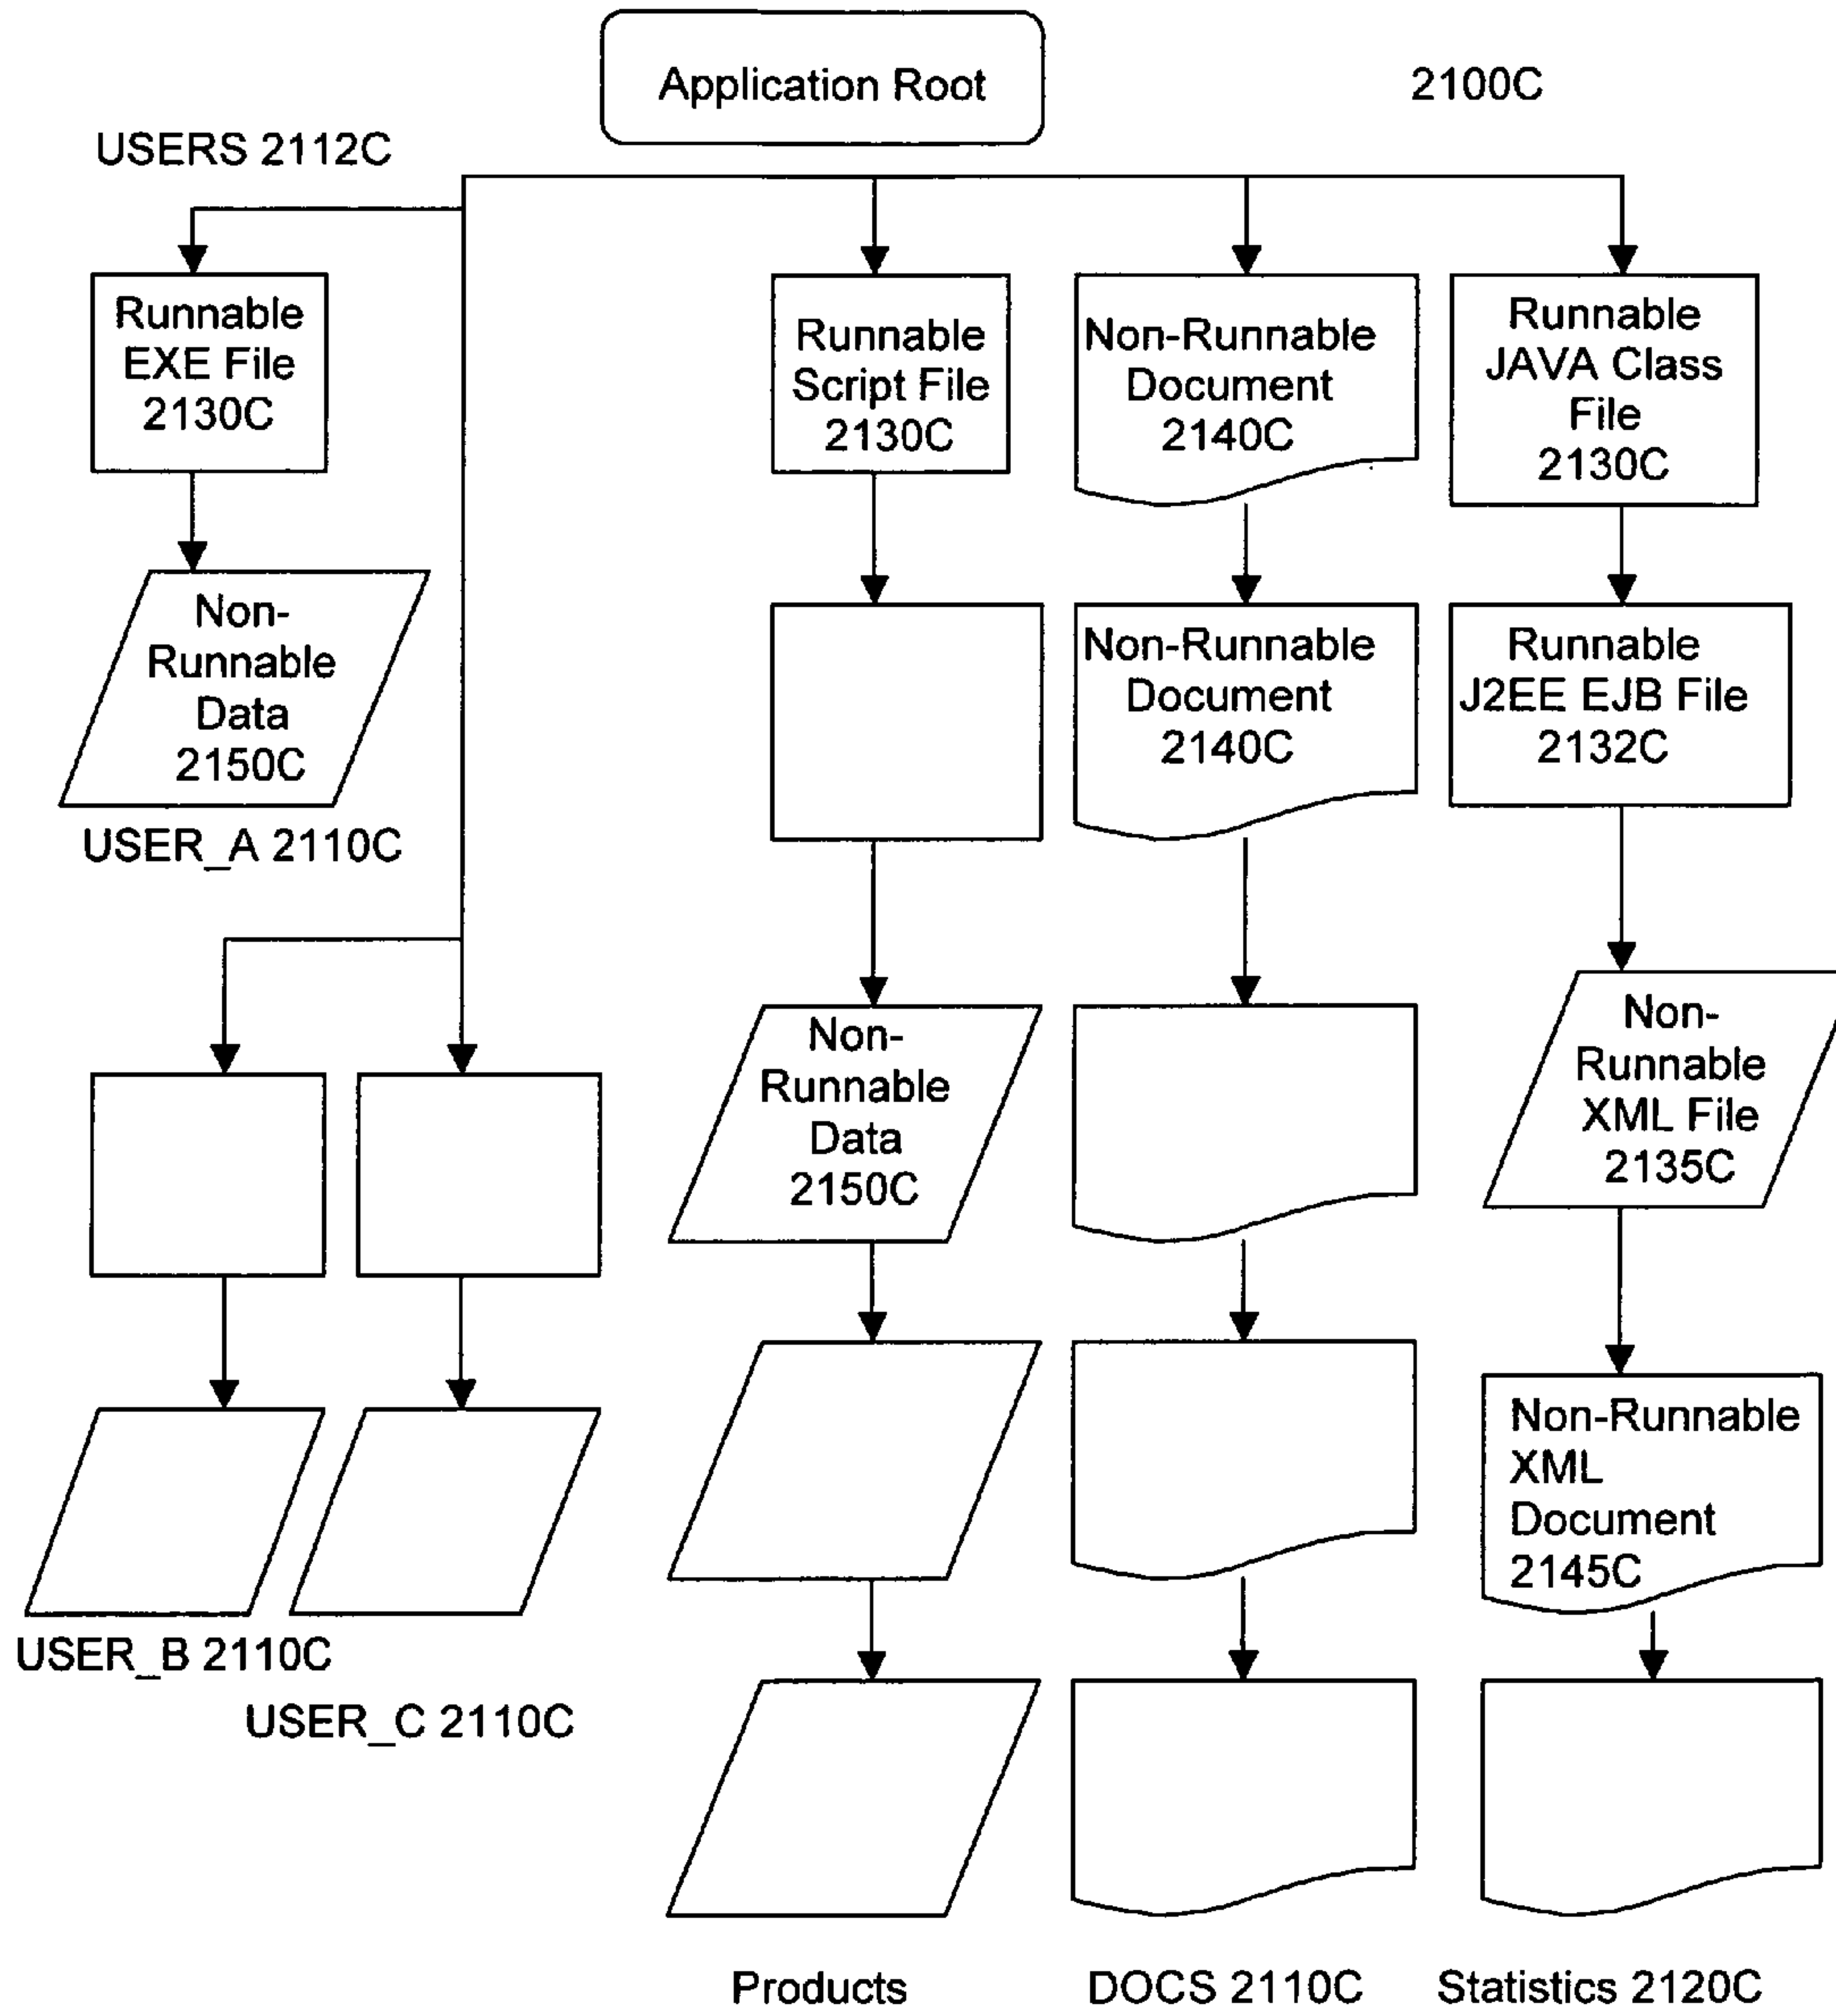 Application Root
2100C
USERS 2112C
Runnable
EXE File
2130C
Runnable
Script File
2130C
Non-Runnable
Document
2140C
Runnable
JAVA Class
File
2130C
Non-
Runnable
Data
2150C
USER_A 2110C
Non-Runnable
Document
2140C
Runnable
J2EE EJB File
2132C
Non-
Runnable
Data
2150C
Non-
Runnable
XML File
2135C
Non-Runnable
XML
Document
2145C
USER_B 2110C
USER_C 2110C
Products
DOCS 2110C
Statistics 2120C